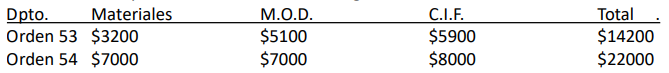 Dpto. Materiales M.O.D. C.I.F. Total .
Orden 53 $3200 $5100 $5900 $14200
Orden 54 $7000 $7000 $8000 $22000